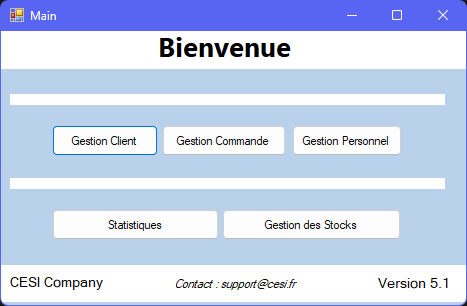 Main
Bienvenue
Gestion Client Gestion Commande Gestion Personnel
Statistiques Gestion des Stocks
CESI Company Contact : support@cesi.fr Version 5.1